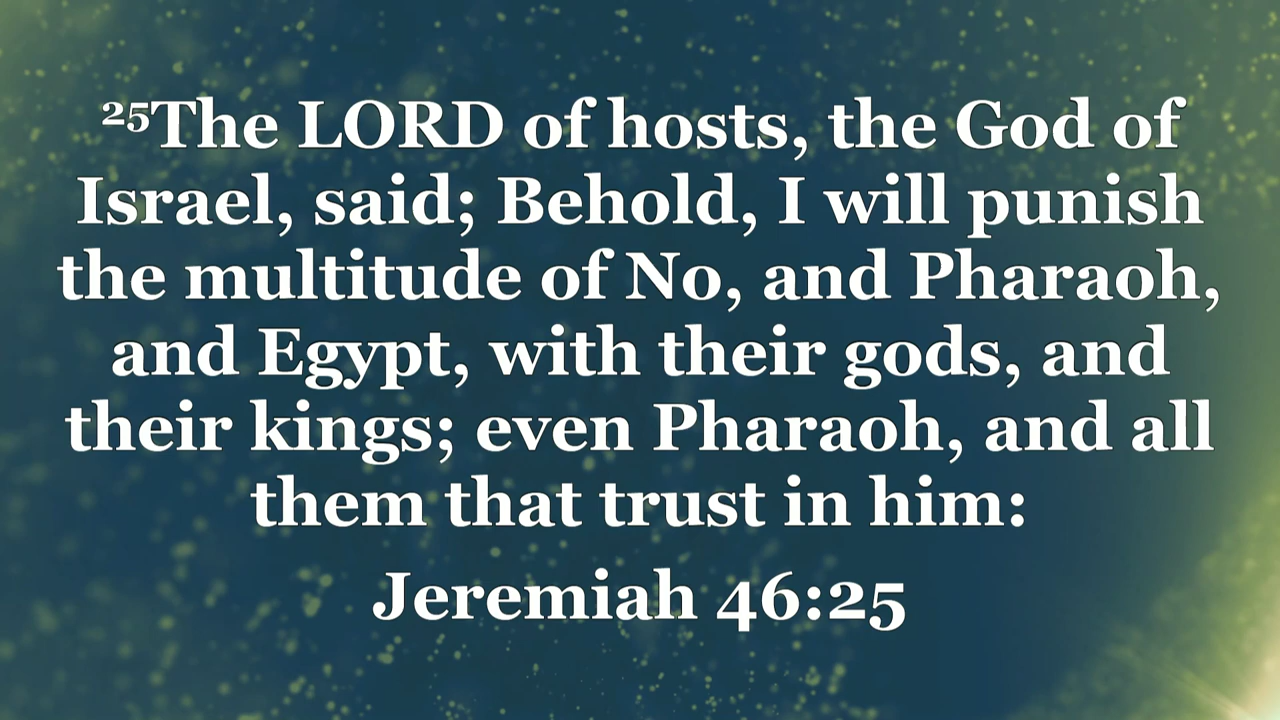 ²⁵The LORD of hosts, the God of
Israel, said; Behold, I will punish
the multitude of No, and Pharaoh,
and Egypt, with their gods, and
their kings; even Pharaoh, and all
them that trust in him:
Jeremiah 46:25